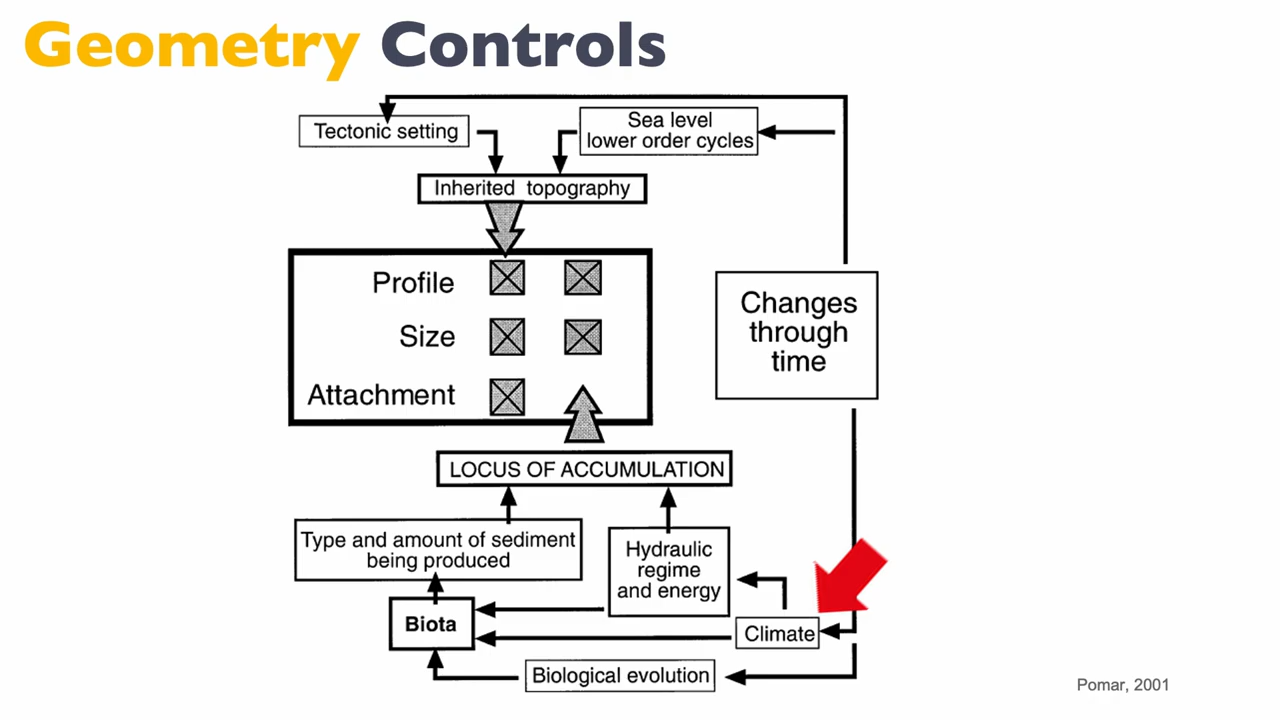 Geometry Controls
Tectonic setting
Sea level
lower order cycles
Inherited topography
Profile
Size
Attachment
Changes
through
time
LOCUS OF ACCUMULATION
Type and amount of sediment
being produced
Hydraulic
regime
and energy
Biota
Climate
Biological evolution
Pomar, 2001